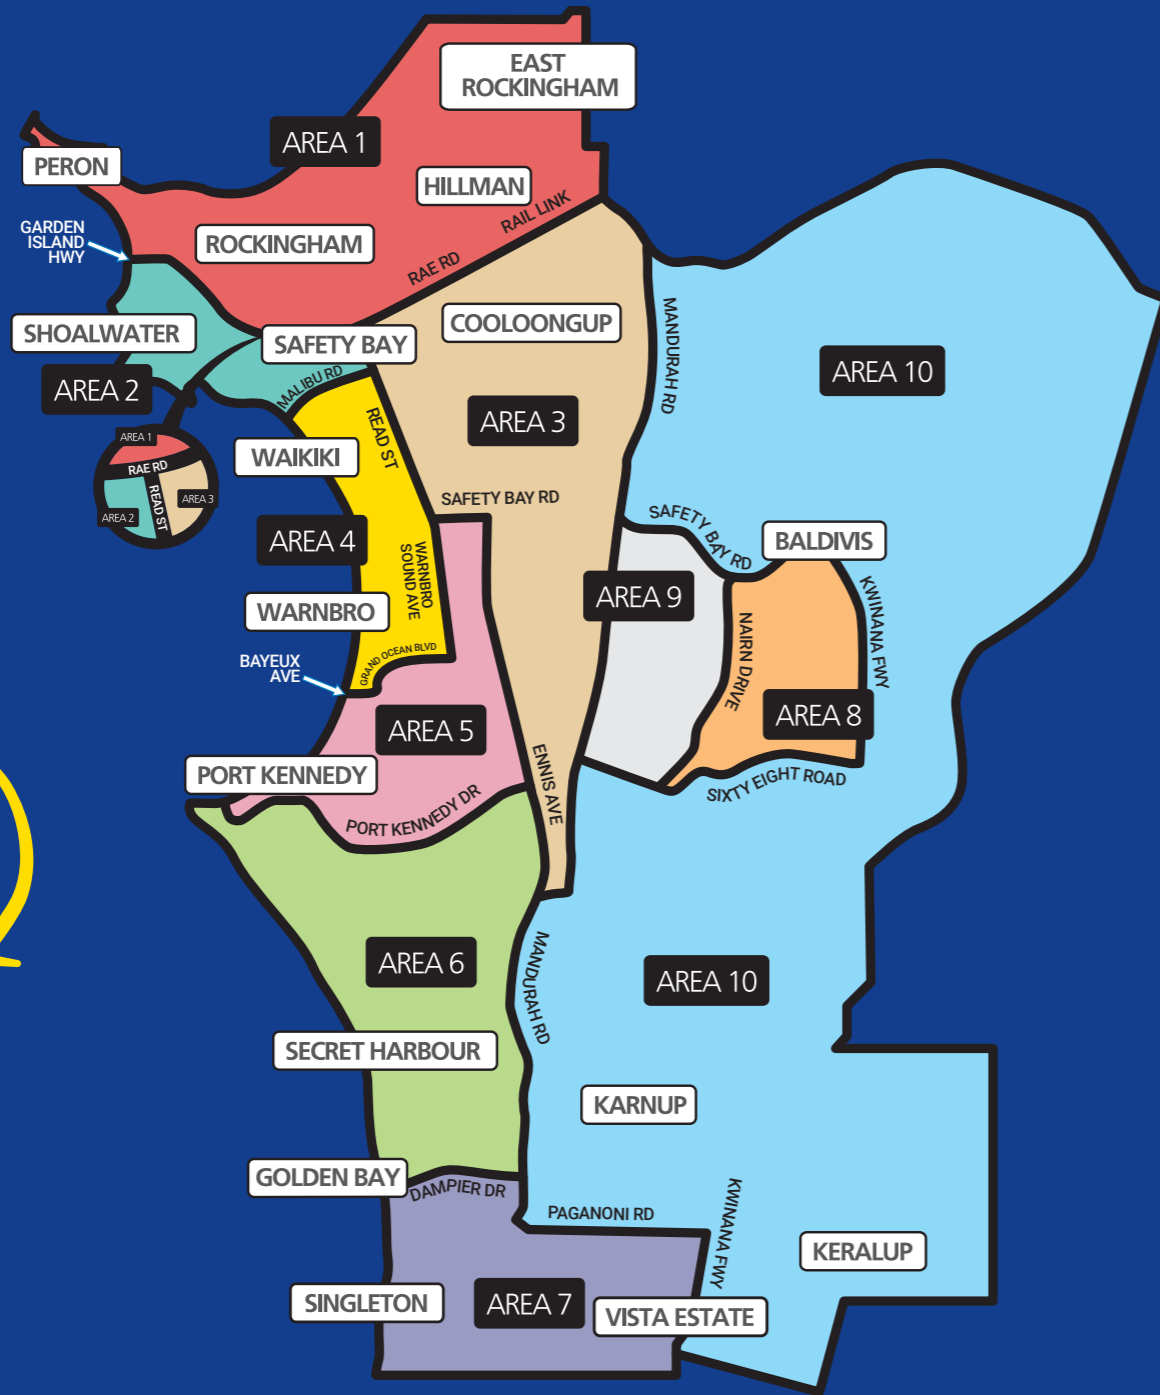 EAST
ROCKINGHAM
AREA 1
PERON
HILLMAN
GARDEN
ISLAND
HWY
ROCKINGHAM
RAIL LINK
RAE RD
SHOALWATER
SAFETY BAY
COOLOONGUP
MANDURAH RD
AREA 10
AREA 2
MALIBU RD
READ ST
AREA 3
AREA 1
RAE RD
READ ST
AREA 3
AREA 2
WAIKIKI
SAFETY BAY RD
SAFETY BAY RD
BALDIVIS
AREA 4
WARNBRO
SOUND AVE
AREA 9
KWINANA FWY
WARNBRO
NAIRN DRIVE
GRAND OCEAN BLVD
BAYEUX
AVE
AREA 5
AREA 8
PORT KENNEDY
ENNIS AVE
SIXTY EIGHT ROAD
PORT KENNEDY DR
AREA 6
MANDURAH RD
AREA 10
SECRET HARBOUR
KARNUP
GOLDEN BAY
DAMPIER DR
PAGANONI RD
KWINANA FWY
KERALUP
SINGLETON
AREA 7
VISTA ESTATE